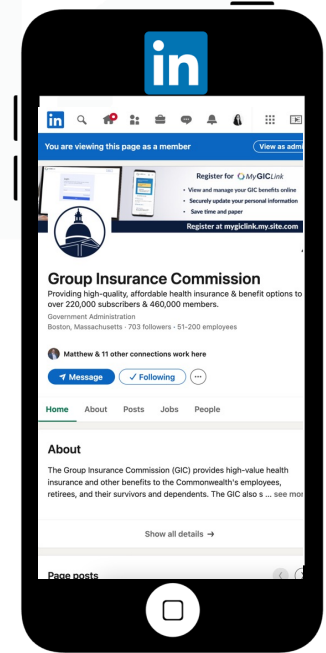 in
in
You are viewing this page as a member
View as admi
Register for MyGICLink
• View and manage your GIC benefits online
• Securely update your personal information
• Save time and paper
Register at mygiclink.my.site.com
Group Insurance Commission
Providing high-quality, affordable health insurance & benefit options to
over 220,000 subscribers & 460,000 members.
Government Administration
Boston, Massachusetts · 703 followers · 51-200 employees
Matthew & 11 other connections work here
Message
✓ Following
Home About Posts Jobs People
About
The Group Insurance Commission (GIC) provides high-value health
insurance and other benefits to the Commonwealth's employees,
retirees, and their survivors and dependents. The GIC also s ... see mor
Show all details →
Page posts